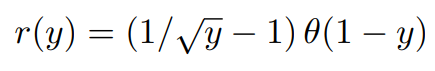 r(y) = (1/√y − 1) θ(1 − y)